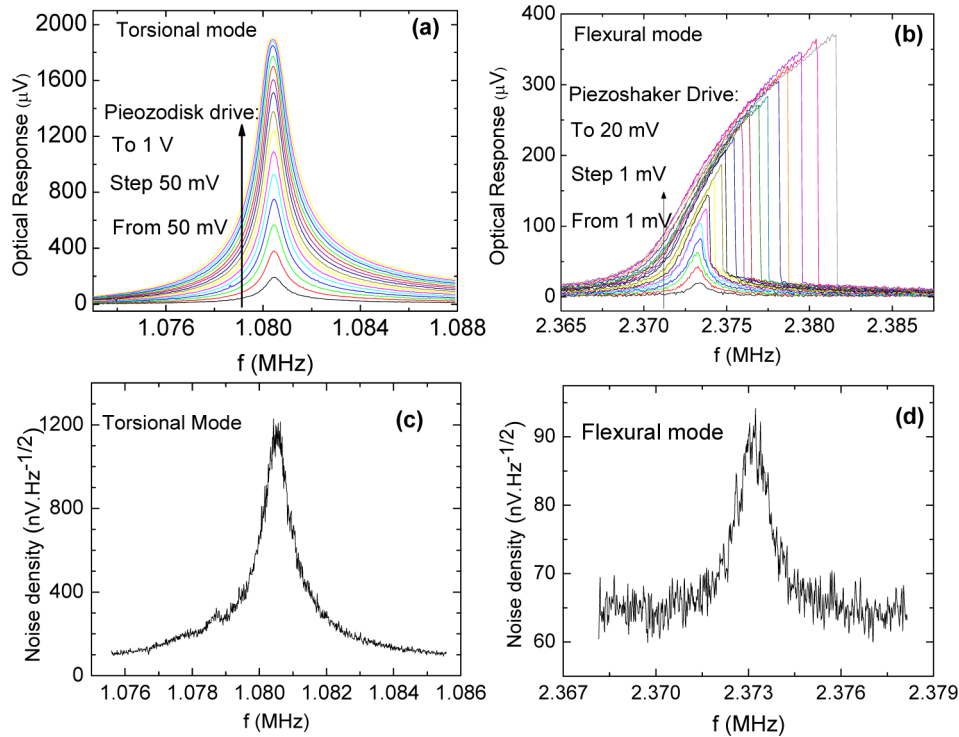 Torsional mode
(a)
Pieozodisk drive:
To 1 V
Step 50 mV
From 50 mV
Optical Response (µV)
2000
1600
1200
800
400
0
1.076
1.080
1.084
1.088
f (MHz)
Flexural mode
(b)
Piezoshaker Drive:
To 20 mV
Step 1 mV
From 1 mV
Optical Response (µV)
400
300
200
100
0
2.365
2.370
2.375
2.380
2.385
f (MHz)
Torsional Mode
(c)
Noise density (nV.Hz-1/2)
1200
800
400
0
1.076
1.078
1.080
1.082
1.084
1.086
f (MHz)
Flexural mode
(d)
Noise density (nV.Hz-1/2)
90
80
70
60
2.367
2.370
2.373
2.376
2.379
f (MHz)